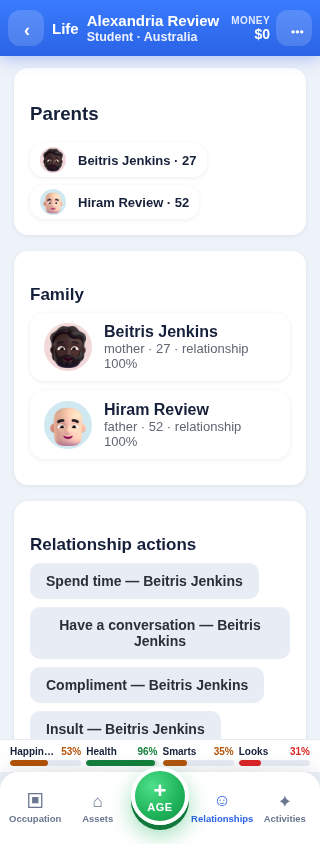 ‹
Life
Alexandria Review
Student · Australia
MONEY
$0
...
Parents
Beitris Jenkins · 27
Hiram Review · 52
Family
Beitris Jenkins
mother · 27 · relationship
100%
Hiram Review
father · 52 · relationship
100%
Relationship actions
Spend time — Beitris Jenkins
Have a conversation — Beitris
Jenkins
Compliment — Beitris Jenkins
Insult — Beitris Jenkins
Happin… 53% Health 96% Smarts 35% Looks 31%
+
AGE
Occupation Assets Relationships Activities